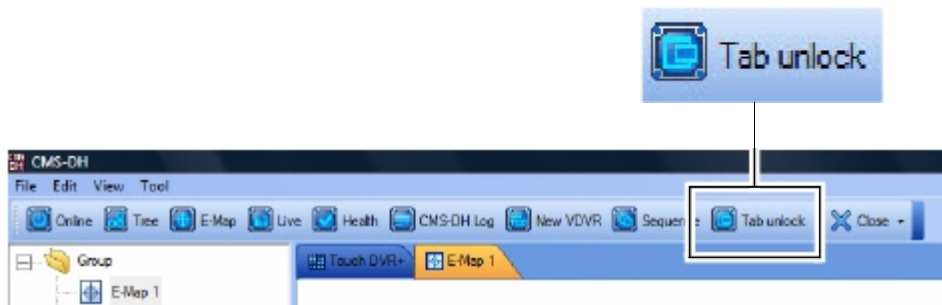 Tab unlock
CMS-DH
File Edit View Tool
Online Tree E-Map Live Health CMS-DH Log New VDVR Sequence Tab unlock Close
Group Touch DVR+ E-Map 1
E-Map 1